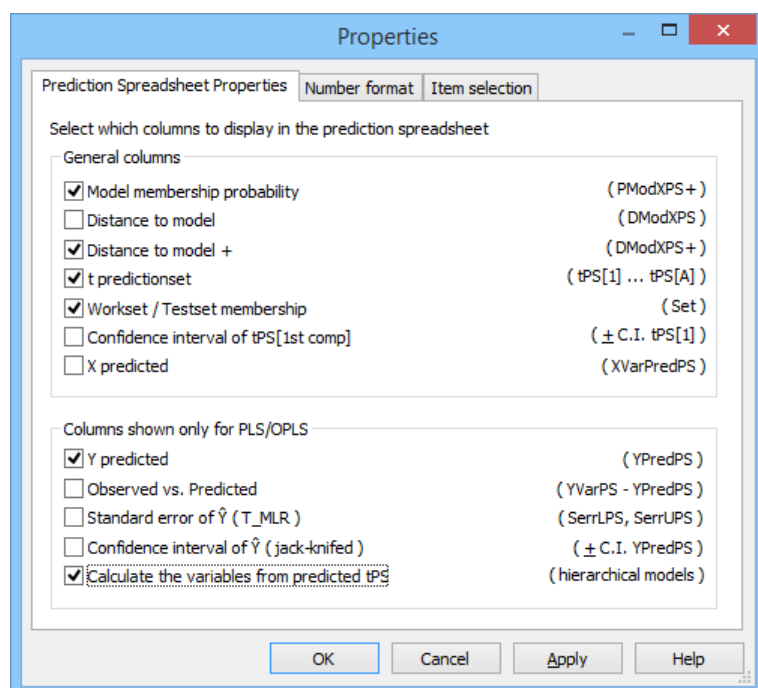 Properties
Prediction Spreadsheet Properties Number format Item selection
Select which columns to display in the prediction spreadsheet
General columns
Model membership probability ( PModXPS+ )
Distance to model ( DModXPS )
Distance to model + ( DModXPS+ )
t predictionset ( tPS[1] ... tPS[A] )
Workset / Testset membership ( Set )
Confidence interval of tPS[1st comp] ( ± C.I. tPS[1] )
X predicted ( XVarPredPS )
Columns shown only for PLS/OPLS
Y predicted ( YPredPS )
Observed vs. Predicted ( YVarPS - YPredPS )
Standard error of Ŷ ( T_MLR ) ( SerrLPS, SerrUPS )
Confidence interval of Ŷ ( jack-knifed ) ( ± C.I. YPredPS )
Calculate the variables from predicted tPS ( hierarchical models )
OK Cancel Apply Help